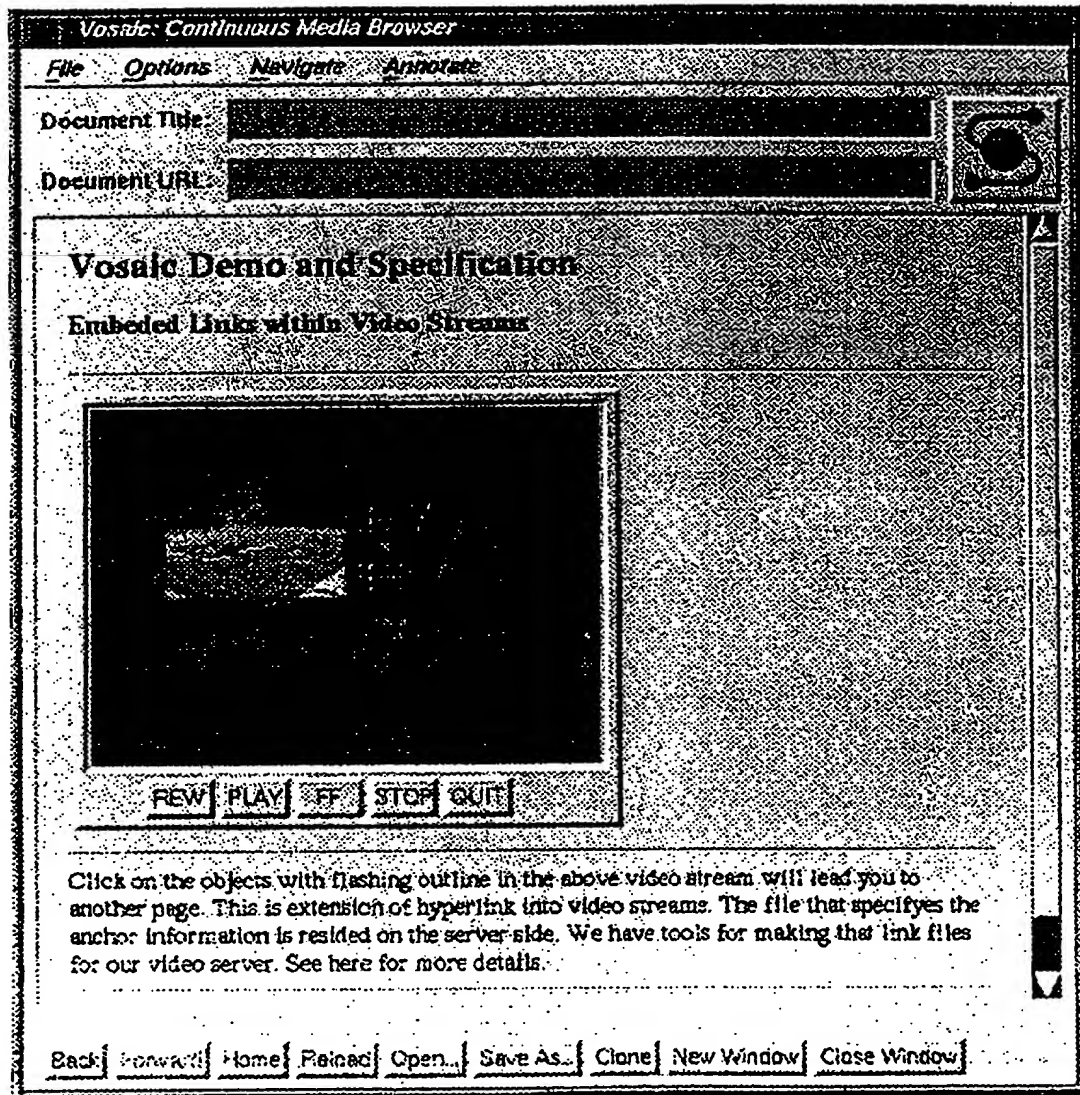 Vosaic: Continuous Media Browser
File Options Navigate Annotate
Document Title:
Document URL:
Vosaic Demo and Specification
Embeded Links within Video Streams
REW PLAY FF STOP QUIT
Click on the objects with flashing outline in the above video stream will lead you to
another page. This is extension of hyperlink into video streams. The file that specifyes the
anchor information is resided on the server side. We have tools for making that link files
for our video server. See here for more details.
Back Forward Home Reload Open... Save As... Clone New Window Close Window